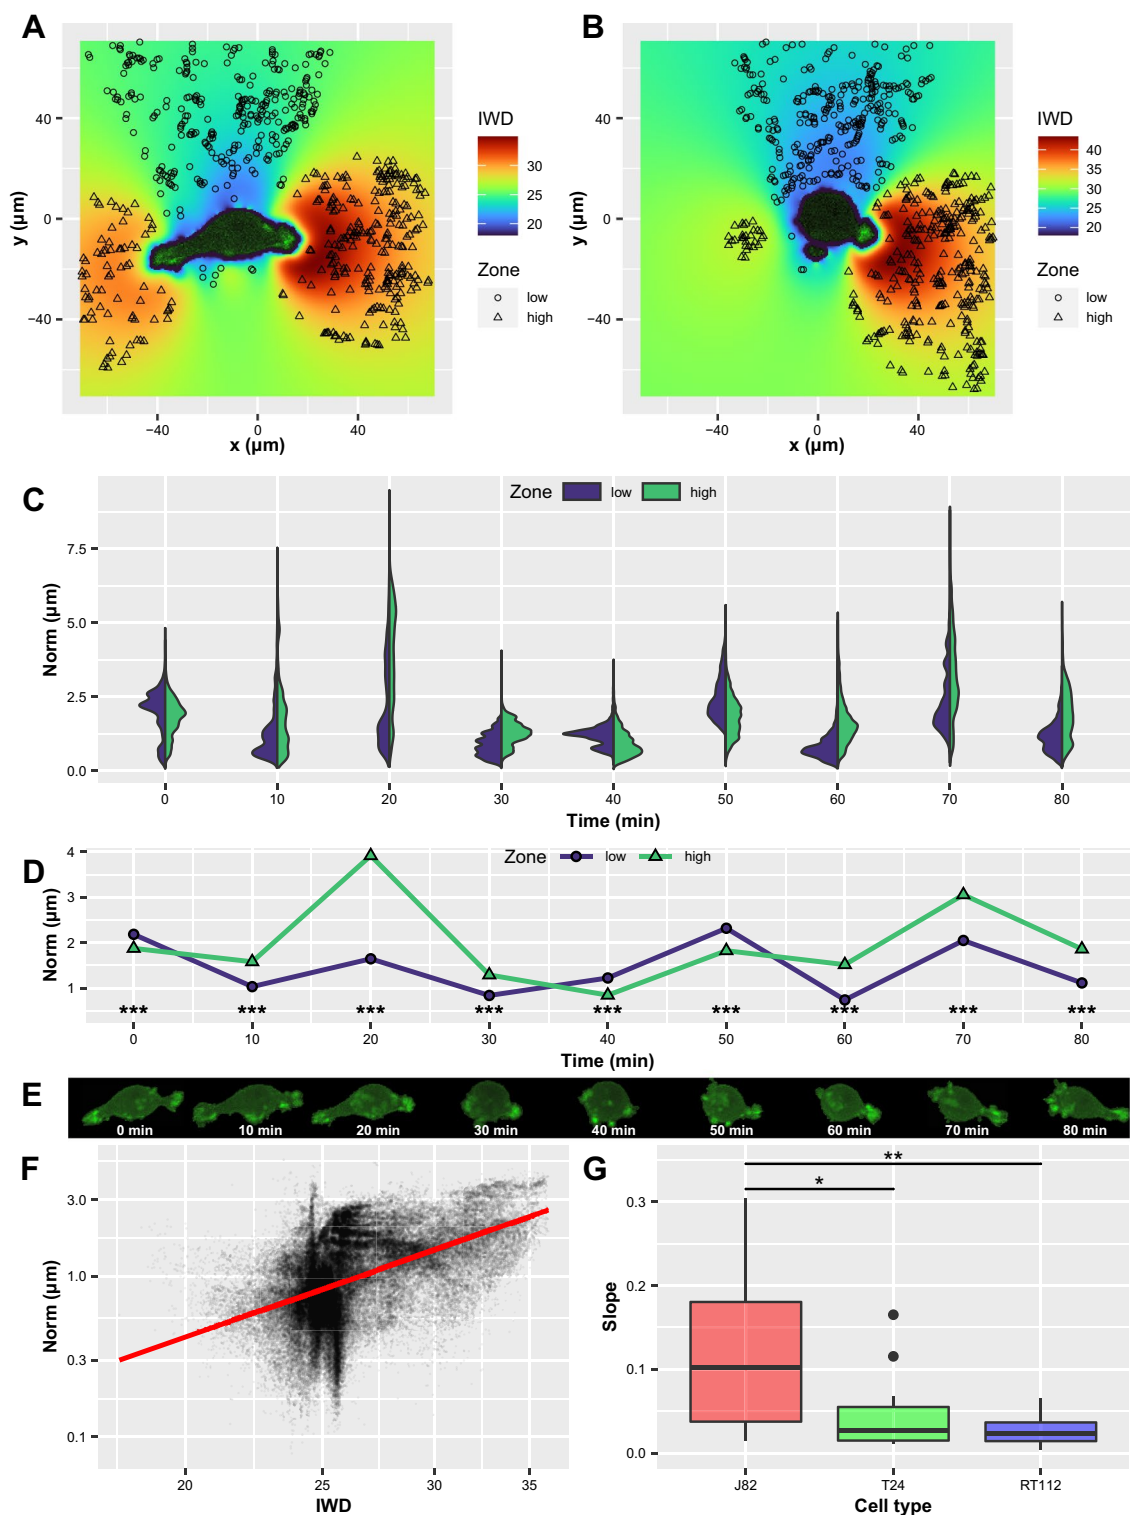 A
B
40
0
−40
y (µm)
−40
0
40
x (µm)
IWD
30
25
20
Zone
low
high
40
0
−40
y (µm)
−40
0
40
x (µm)
IWD
40
35
30
25
20
Zone
low
high
C
Zone low high
7.5
5.0
2.5
0.0
Norm (µm)
0 10 20 30 40 50 60 70 80
Time (min)
D
Zone low high
4
3
2
1
Norm (µm)
*** *** *** *** *** *** *** *** ***
0 10 20 30 40 50 60 70 80
Time (min)
E
0 min 10 min 20 min 30 min 40 min 50 min 60 min 70 min 80 min
F
3.0
1.0
0.3
0.1
Norm (µm)
20 25 30 35
IWD
G
**
*
0.3
0.2
0.1
0.0
Slope
J82 T24 RT112
Cell type